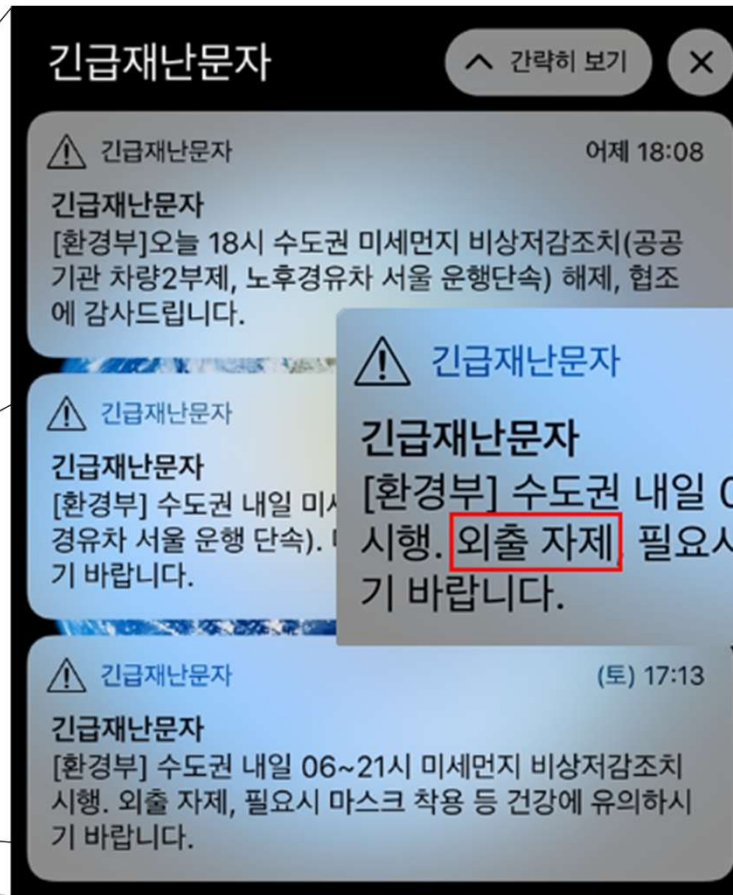 긴급재난문자
간략히 보기
긴급재난문자 어제 18:08
긴급재난문자
[환경부]오늘 18시 수도권 미세먼지 비상저감조치(공공
기관 차량2부제, 노후경유차 서울 운행단속) 해제, 협조
에 감사드립니다.
긴급재난문자
긴급재난문자
[환경부] 수도권 내일
경유차 서울 운행 단속).
기 바랍니다.
긴급재난문자
긴급재난문자
[환경부] 수도권 내일
시행. 외출 자제, 필요시
기 바랍니다.
긴급재난문자 (토) 17:13
긴급재난문자
[환경부] 수도권 내일 06~21시 미세먼지 비상저감조치
시행. 외출 자제, 필요시 마스크 착용 등 건강에 유의하시
기 바랍니다.